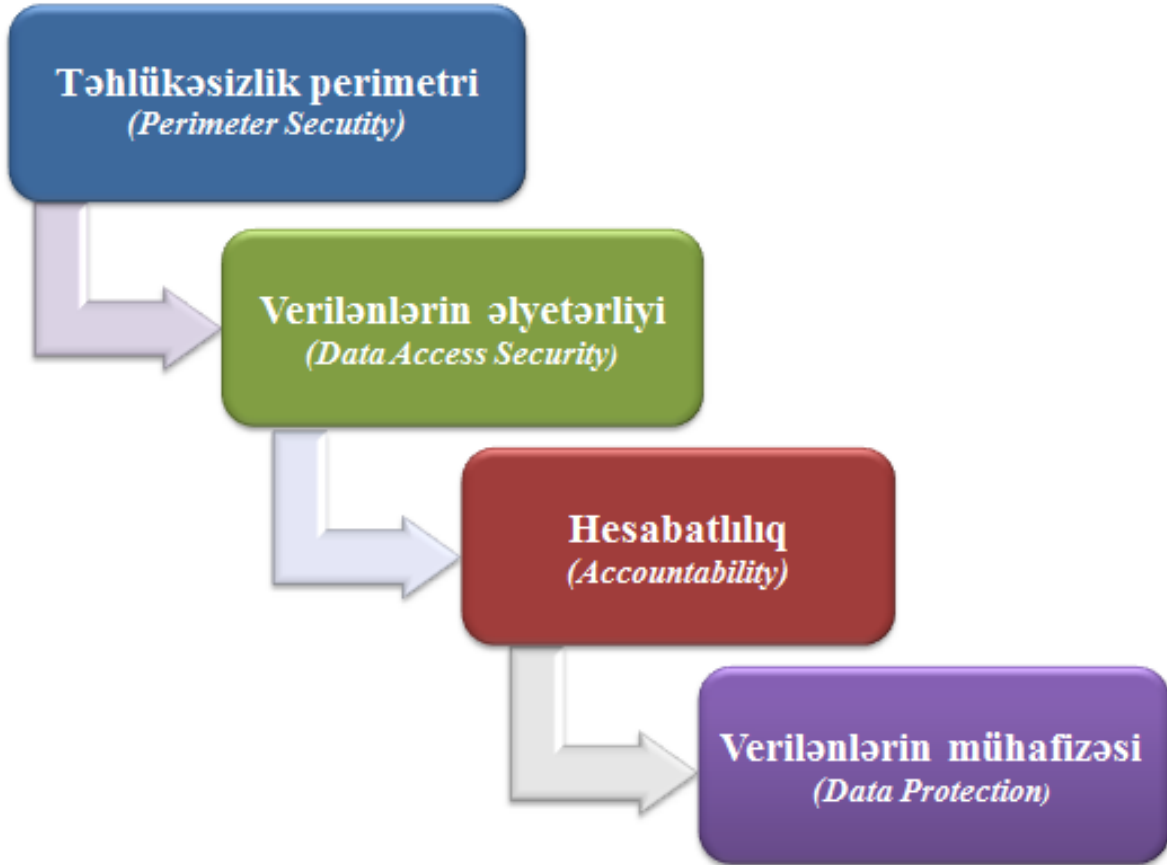 Təhlükəsizlik perimetri
(Perimeter Secutity)
Verilənlərin əlyetərliyi
(Data Access Security)
Hesabatlılıq
(Accountability)
Verilənlərin mühafizəsi
(Data Protection)